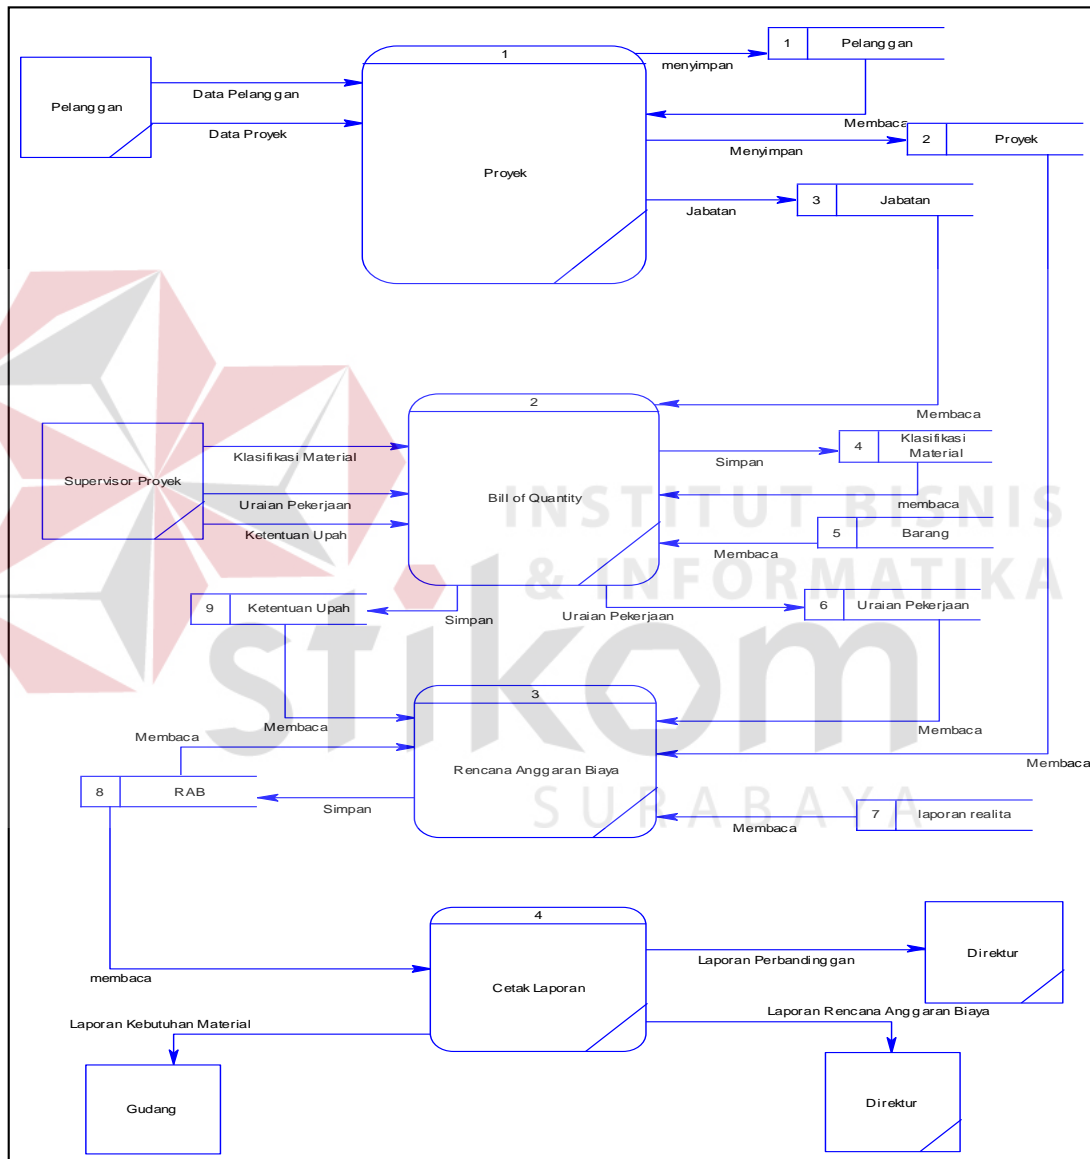 1
1
Pelanggan
menyimpan
Pelanggan
Data Pelanggan
Data Proyek
Membaca
2
Proyek
Menyimpan
Proyek
3
Jabatan
Jabatan
2
Membaca
Klasifikasi Material
Simpan
4
Klasifikasi
Material
Supervisor Proyek
Bill of Quantity
Uraian Pekerjaan
membaca
INSTITUT BISNIS
Ketentuan Upah
Membaca
5
Barang
& INFORMATIKA
9
Ketentuan Upah
Simpan
Uraian Pekerjaan
6
Uraian Pekerjaan
stikom
3
Membaca
Membaca
Membaca
Membaca
Rencana Anggaran Biaya
8
RAB
Simpan
SURABAYA
Membaca
7
laporan realita
4
Laporan Perbandinggan
Direktur
membaca
Cetak Laporan
Laporan Kebutuhan Material
Laporan Rencana Anggaran Biaya
Gudang
Direktur